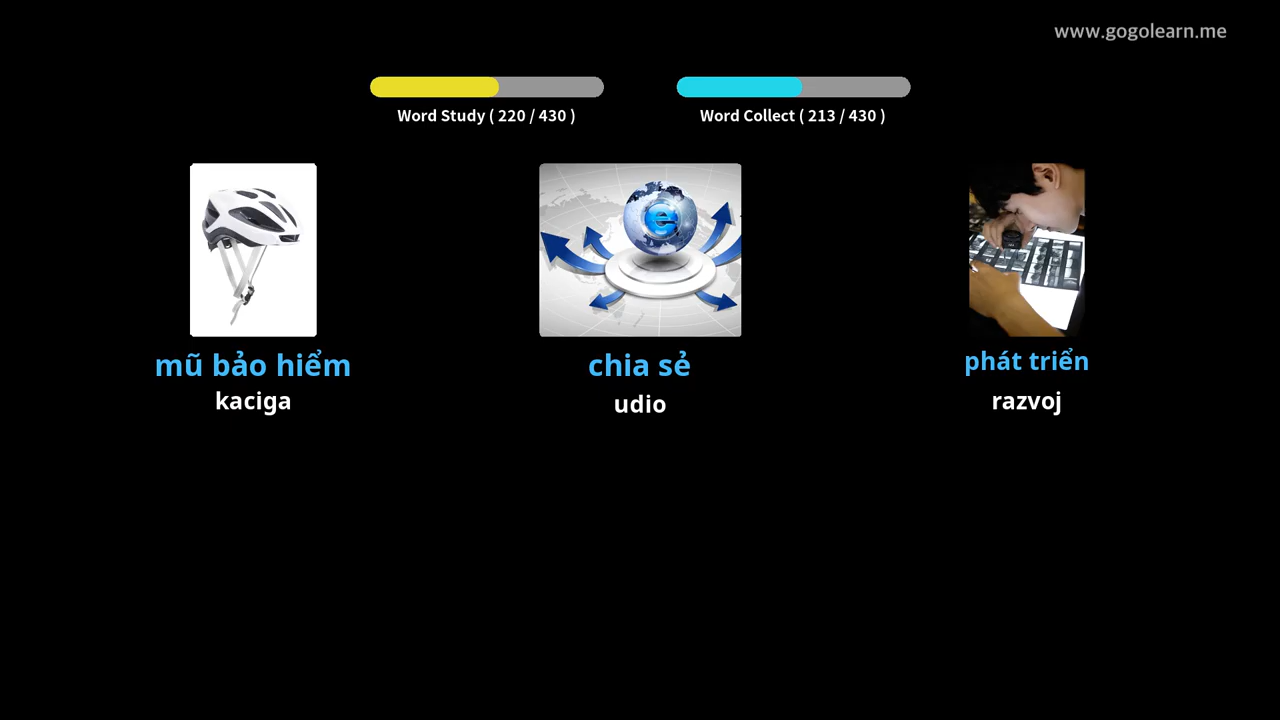 www.gogolearn.me
Word Study ( 220 / 430 )
Word Collect ( 213 / 430 )
e
mũ bảo hiểm
chia sẻ
phát triển
kaciga
udio
razvoj